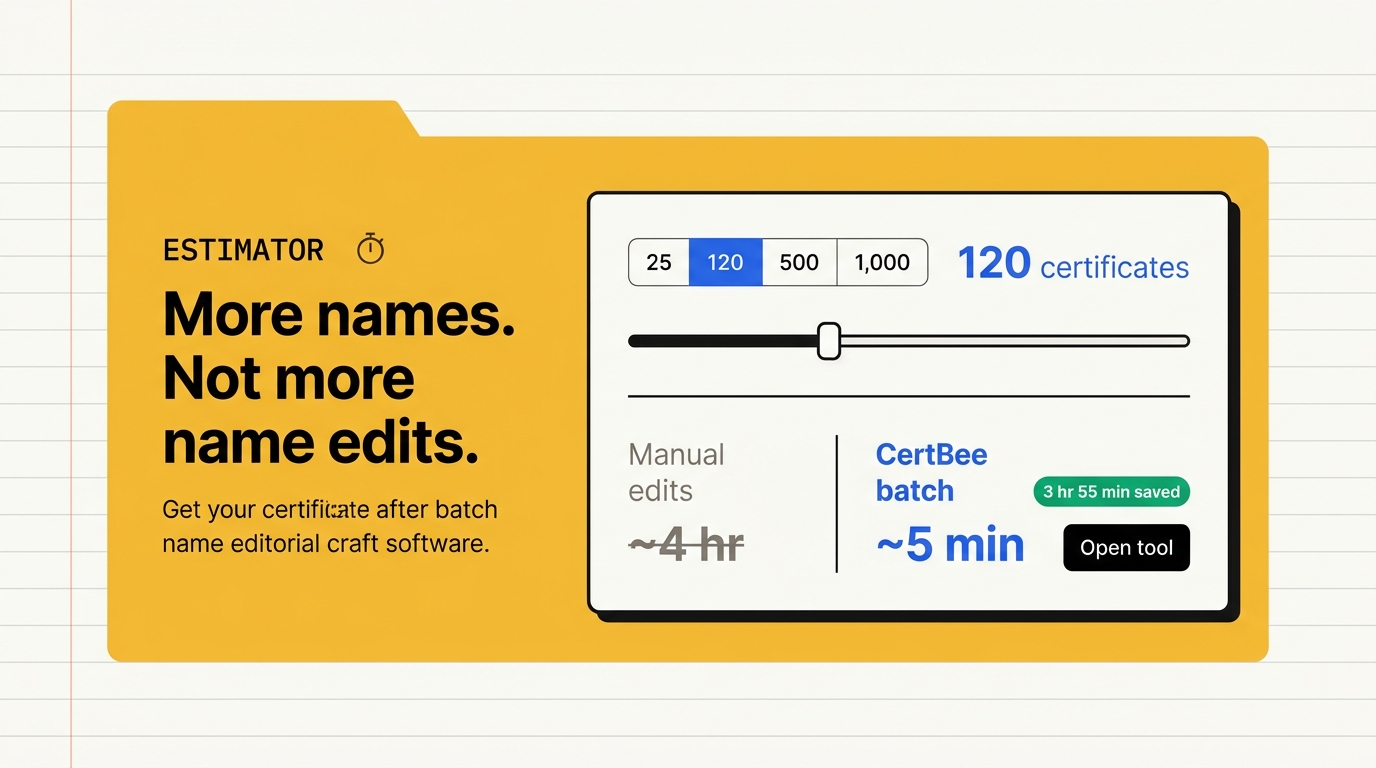 ESTIMATOR
More names.
Not more
name edits.
Get your certificate after batch
name editorial craft software.
25 120 500 1,000
120 certificates
Manual
edits
~4 hr
CertBee
batch
~5 min
3 hr 55 min saved
Open tool